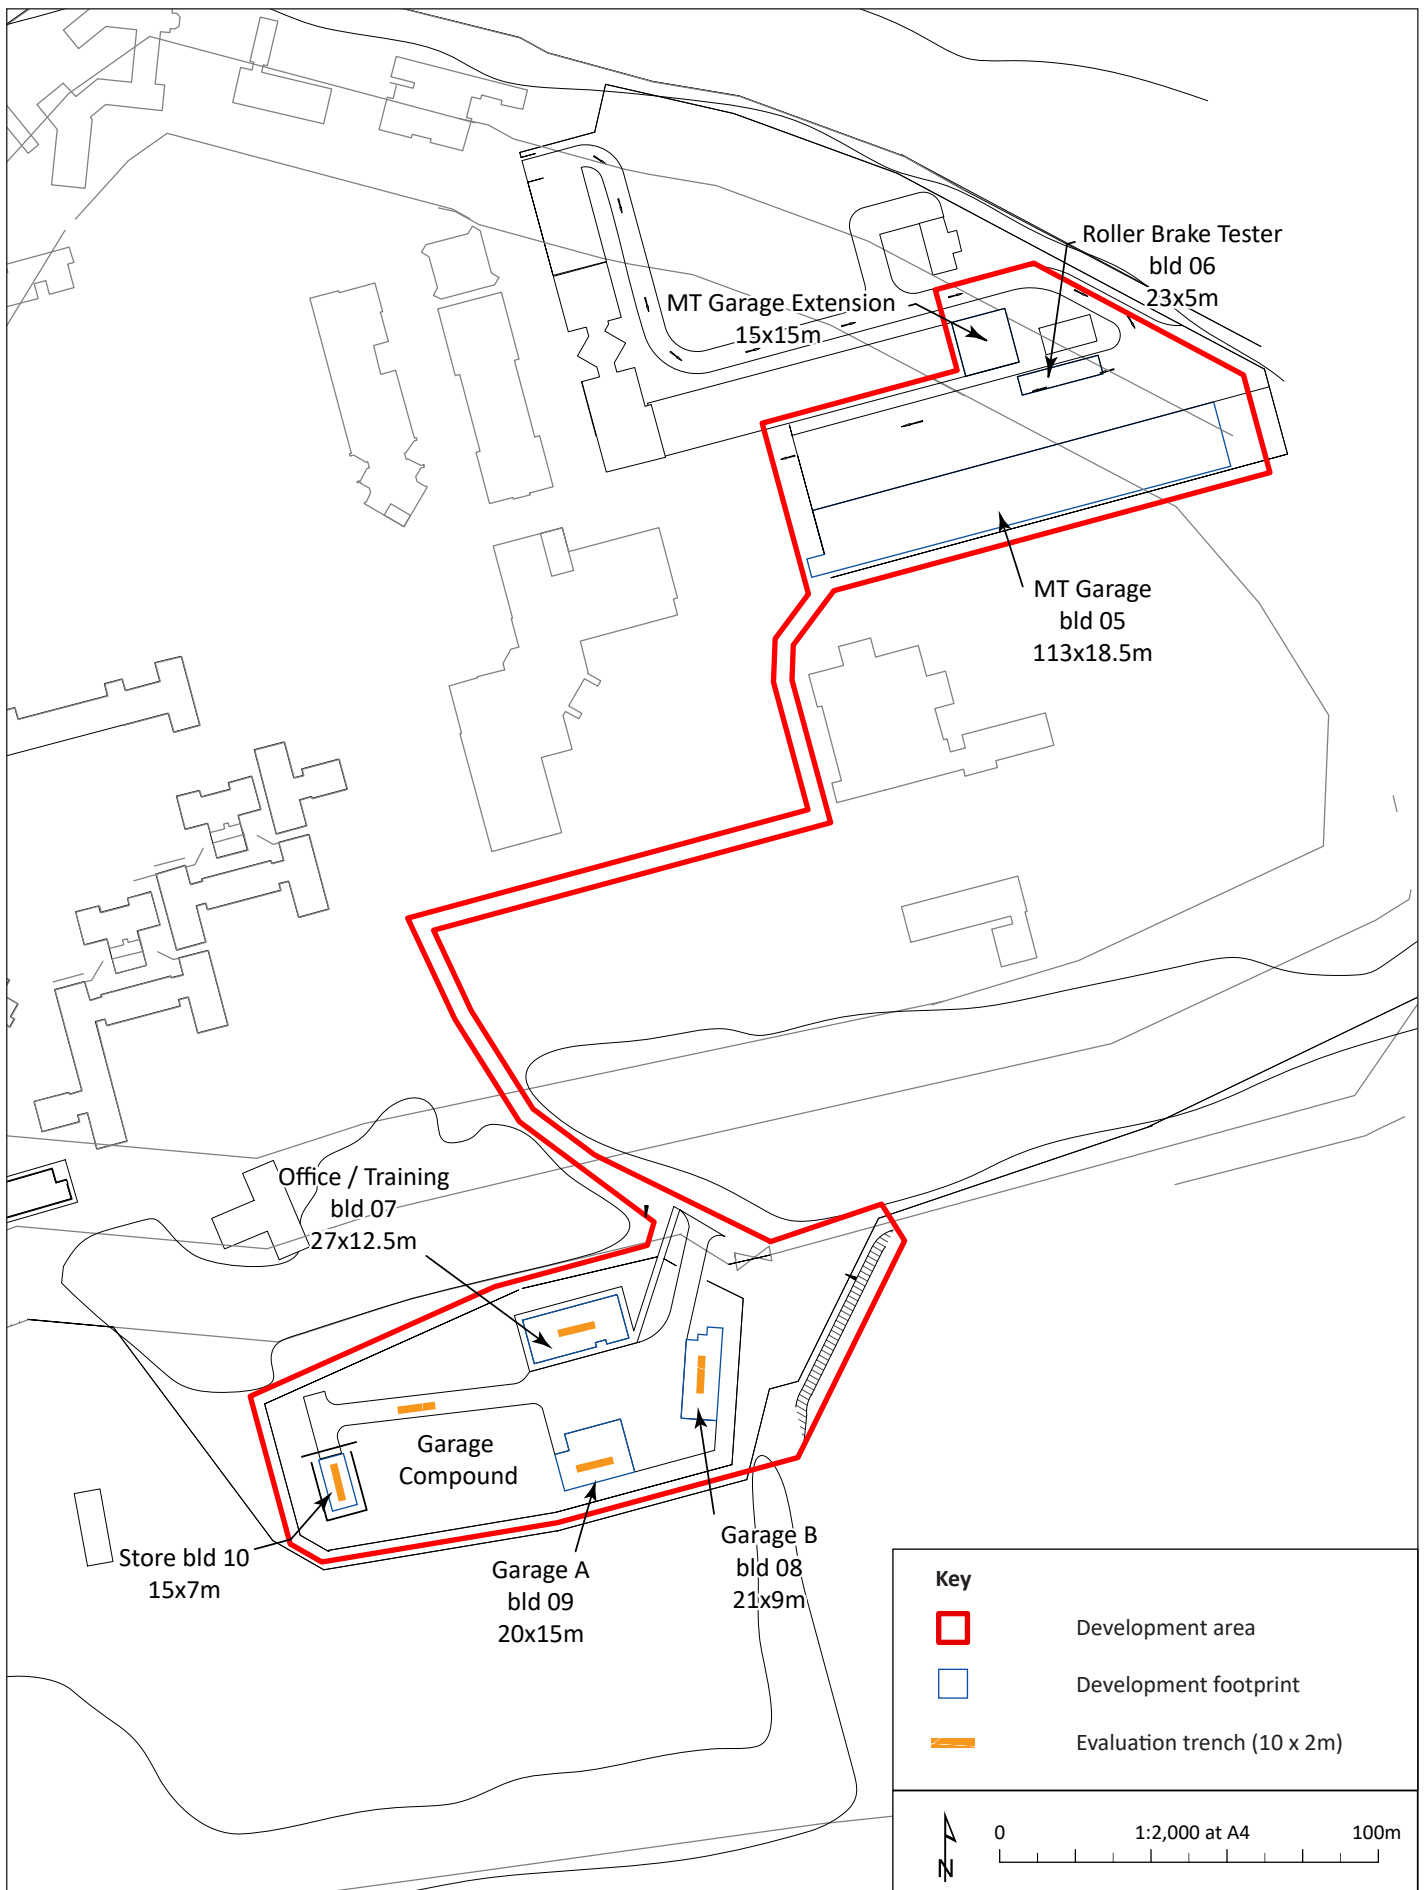 Roller Brake Tester
bld 06
23x5m
MT Garage Extension
15x15m
MT Garage
bld 05
113x18.5m
Office / Training
bld 07
27x12.5m
Garage
Compound
Store bld 10
15x7m
Garage A
bld 09
20x15m
Garage B
bld 08
21x9m
Key
Development area
Development footprint
Evaluation trench (10 x 2m)
N
0 1:2,000 at A4 100m